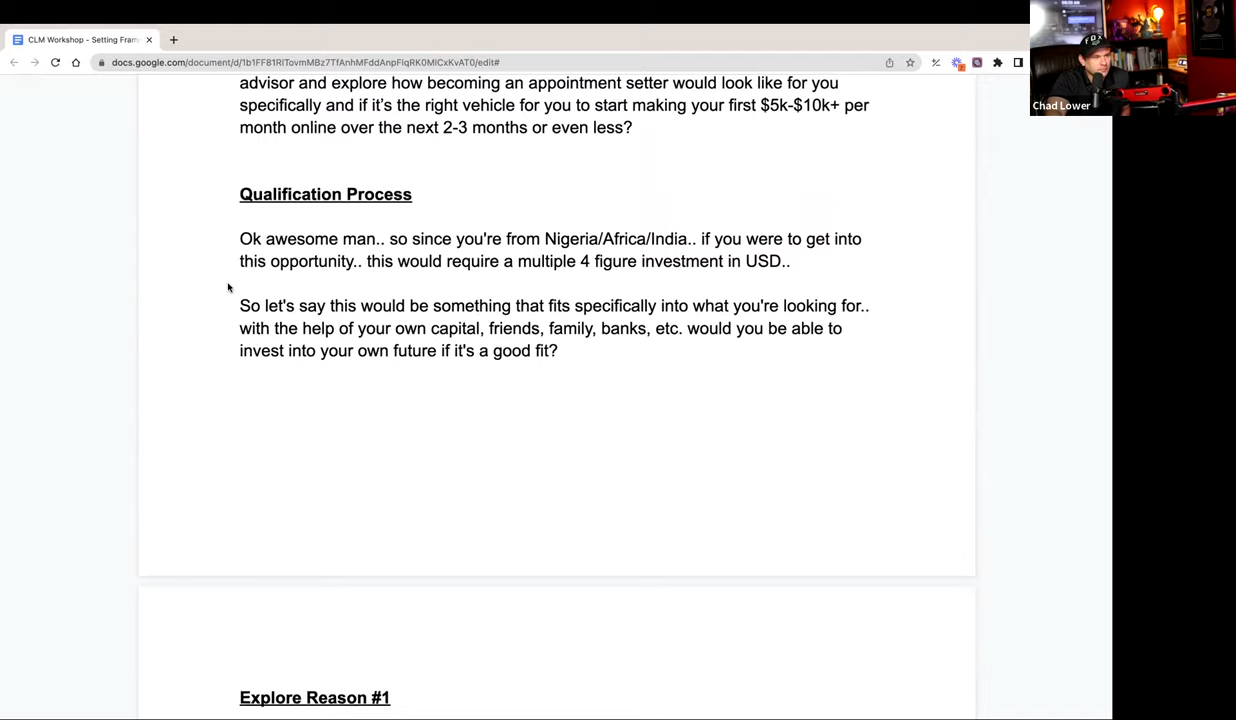 CLM Workshop - Setting Fram
docs.google.com/document/d/1b1FF81RlTovmMBz7TfAnhMFddAnpFlqRK0MlCxKvAT0/edit#
Chad Lower
advisor and explore how becoming an appointment setter would look like for you
specifically and if it's the right vehicle for you to start making your first $5k-$10k+ per
month online over the next 2-3 months or even less?
Qualification Process
Ok awesome man.. so since you're from Nigeria/Africa/India.. if you were to get into
this opportunity.. this would require a multiple 4 figure investment in USD..
So let's say this would be something that fits specifically into what you're looking for..
with the help of your own capital, friends, family, banks, etc. would you be able to
invest into your own future if it's a good fit?
Explore Reason #1